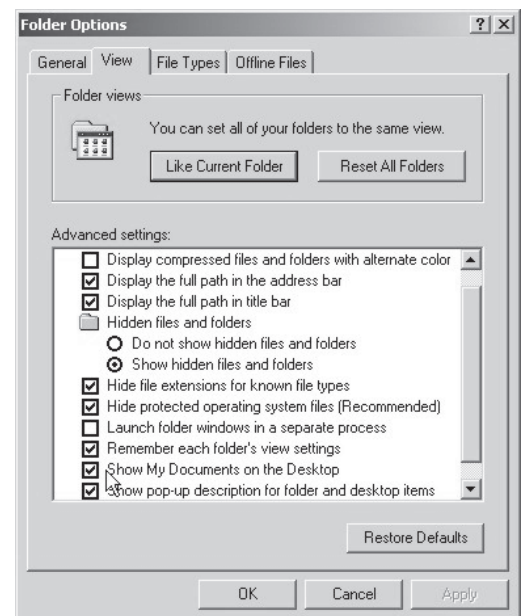 Folder Options
General View File Types Offline Files
Folder views
You can set all of your folders to the same view.
Like Current Folder Reset All Folders
Advanced settings:
Display compressed files and folders with alternate color
Display the full path in the address bar
Display the full path in title bar
Hidden files and folders
Do not show hidden files and folders
Show hidden files and folders
Hide file extensions for known file types
Hide protected operating system files (Recommended)
Launch folder windows in a separate process
Remember each folder's view settings
Show My Documents on the Desktop
Show pop-up description for folder and desktop items
Restore Defaults
OK Cancel Apply